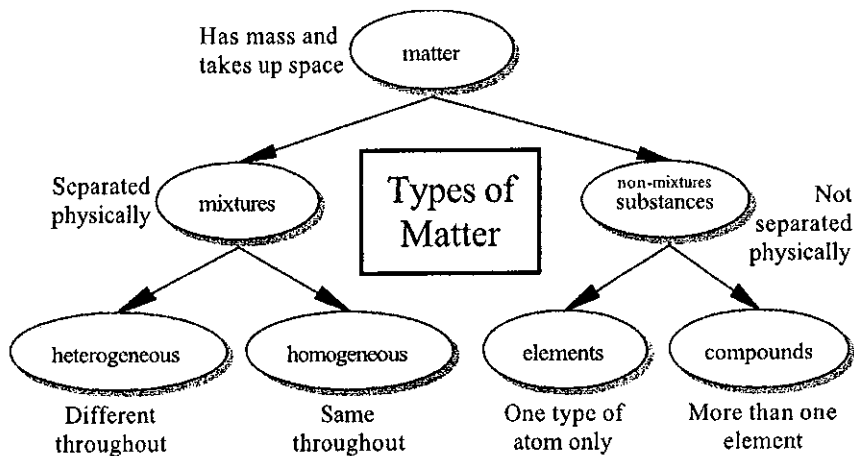 Has mass and
takes up space
matter
Separated
physically
mixtures
Types of
Matter
non-mixtures
substances
Not
separated
physically
heterogeneous
homogeneous
elements
compounds
Different
throughout
Same
throughout
One type of
atom only
More than one
element